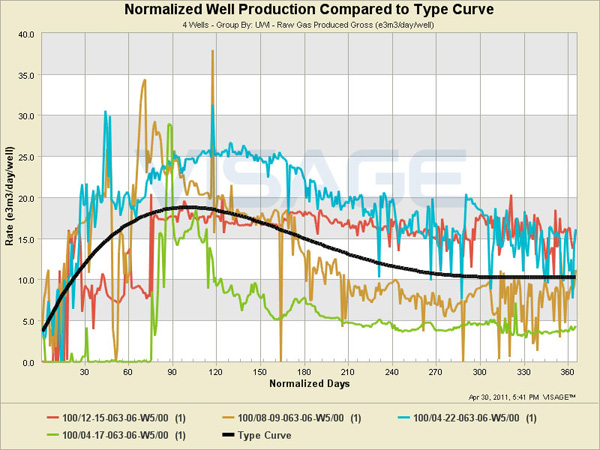 Normalized Well Production Compared to Type Curve
4 Wells - Group By: UWI - Raw Gas Produced Gross (e3m3/day/well)
40.0
35.0
30.0
25.0
20.0
15.0
10.0
5.0
0.0
Rate (e3m3/day/well)
VISAGE
0 30 60 90 120 150 180 210 240 270 300 330 360
Normalized Days
Apr 30, 2011, 5:41 PM VISAGE™
100/12-15-063-06-W5/00 (1) 100/08-09-063-06-W5/00 (1) 100/04-22-063-06-W5/00 (1)
100/04-17-063-06-W5/00 (1) Type Curve